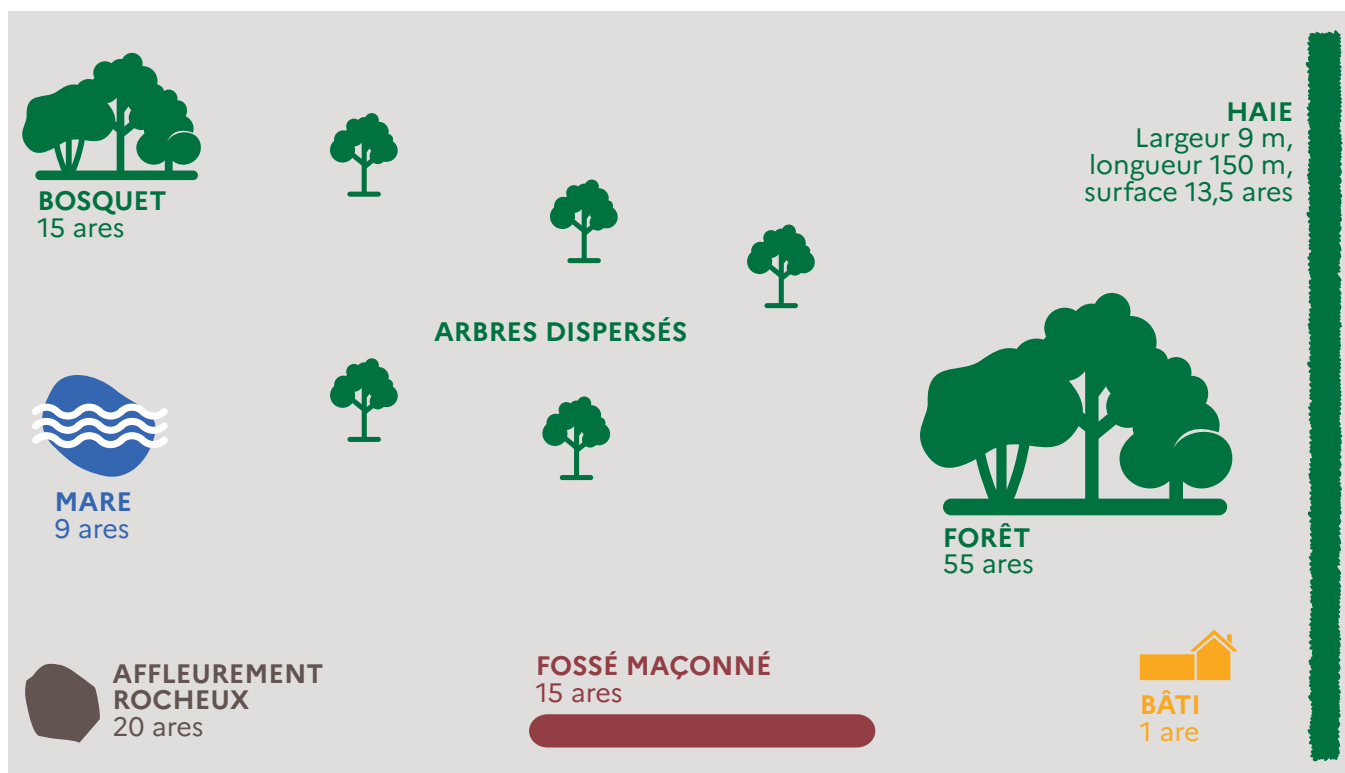 BOSQUET
15 ares
HAIE
Largeur 9 m,
longueur 150 m,
surface 13,5 ares
ARBRES DISPERSÉS
MARE
9 ares
FORÊT
55 ares
AFFLEUREMENT
ROCHEUX
20 ares
FOSSÉ MAÇONNÉ
15 ares
BÂTI
1 are